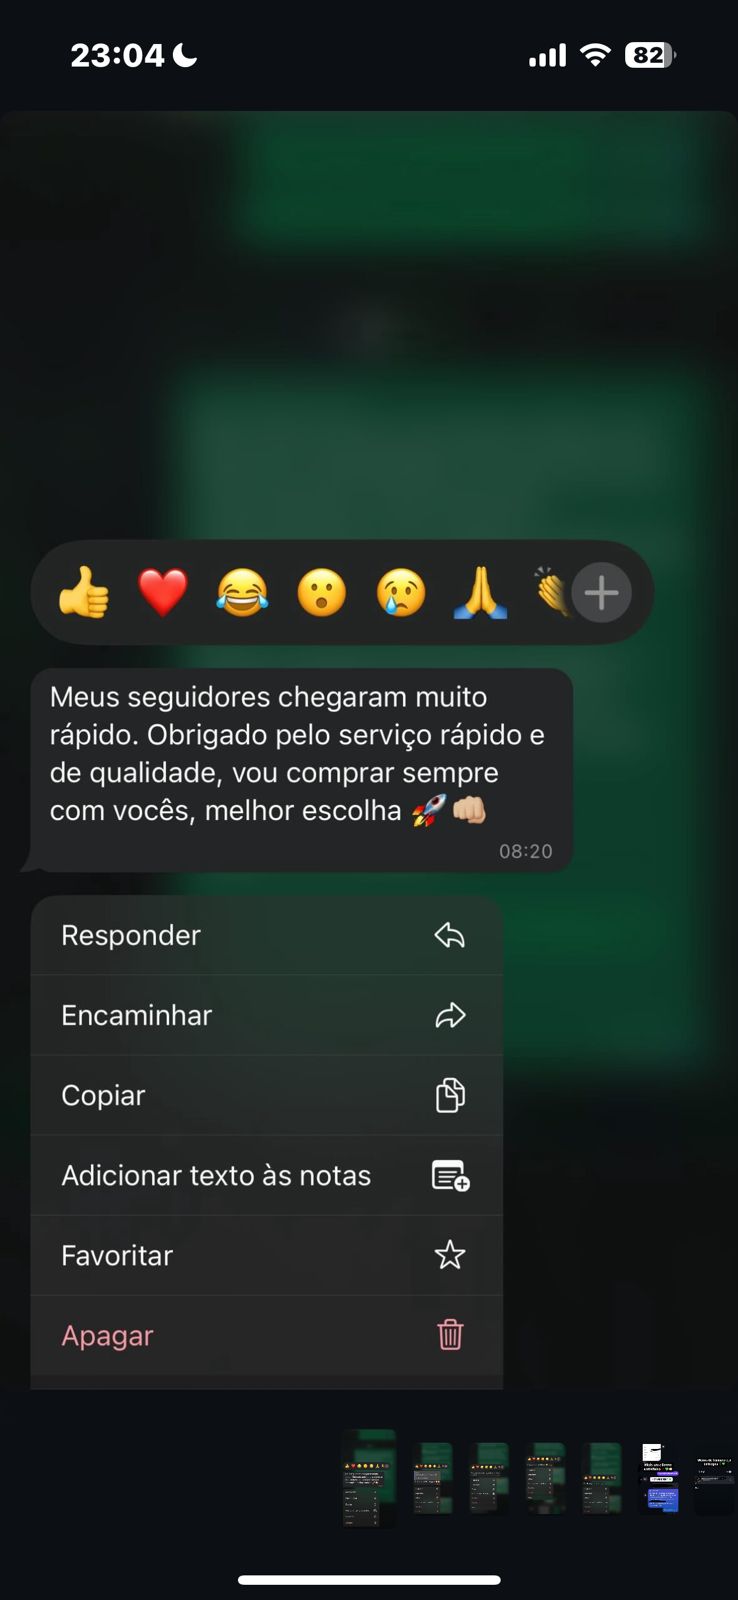 23:04
82
Meus seguidores chegaram muito
rápido. Obrigado pelo serviço rápido e
de qualidade, vou comprar sempre
com vocês, melhor escolha 🚀👊🏼
08:20
Responder
Encaminhar
Copiar
Adicionar texto às notas
Favoritar
Apagar